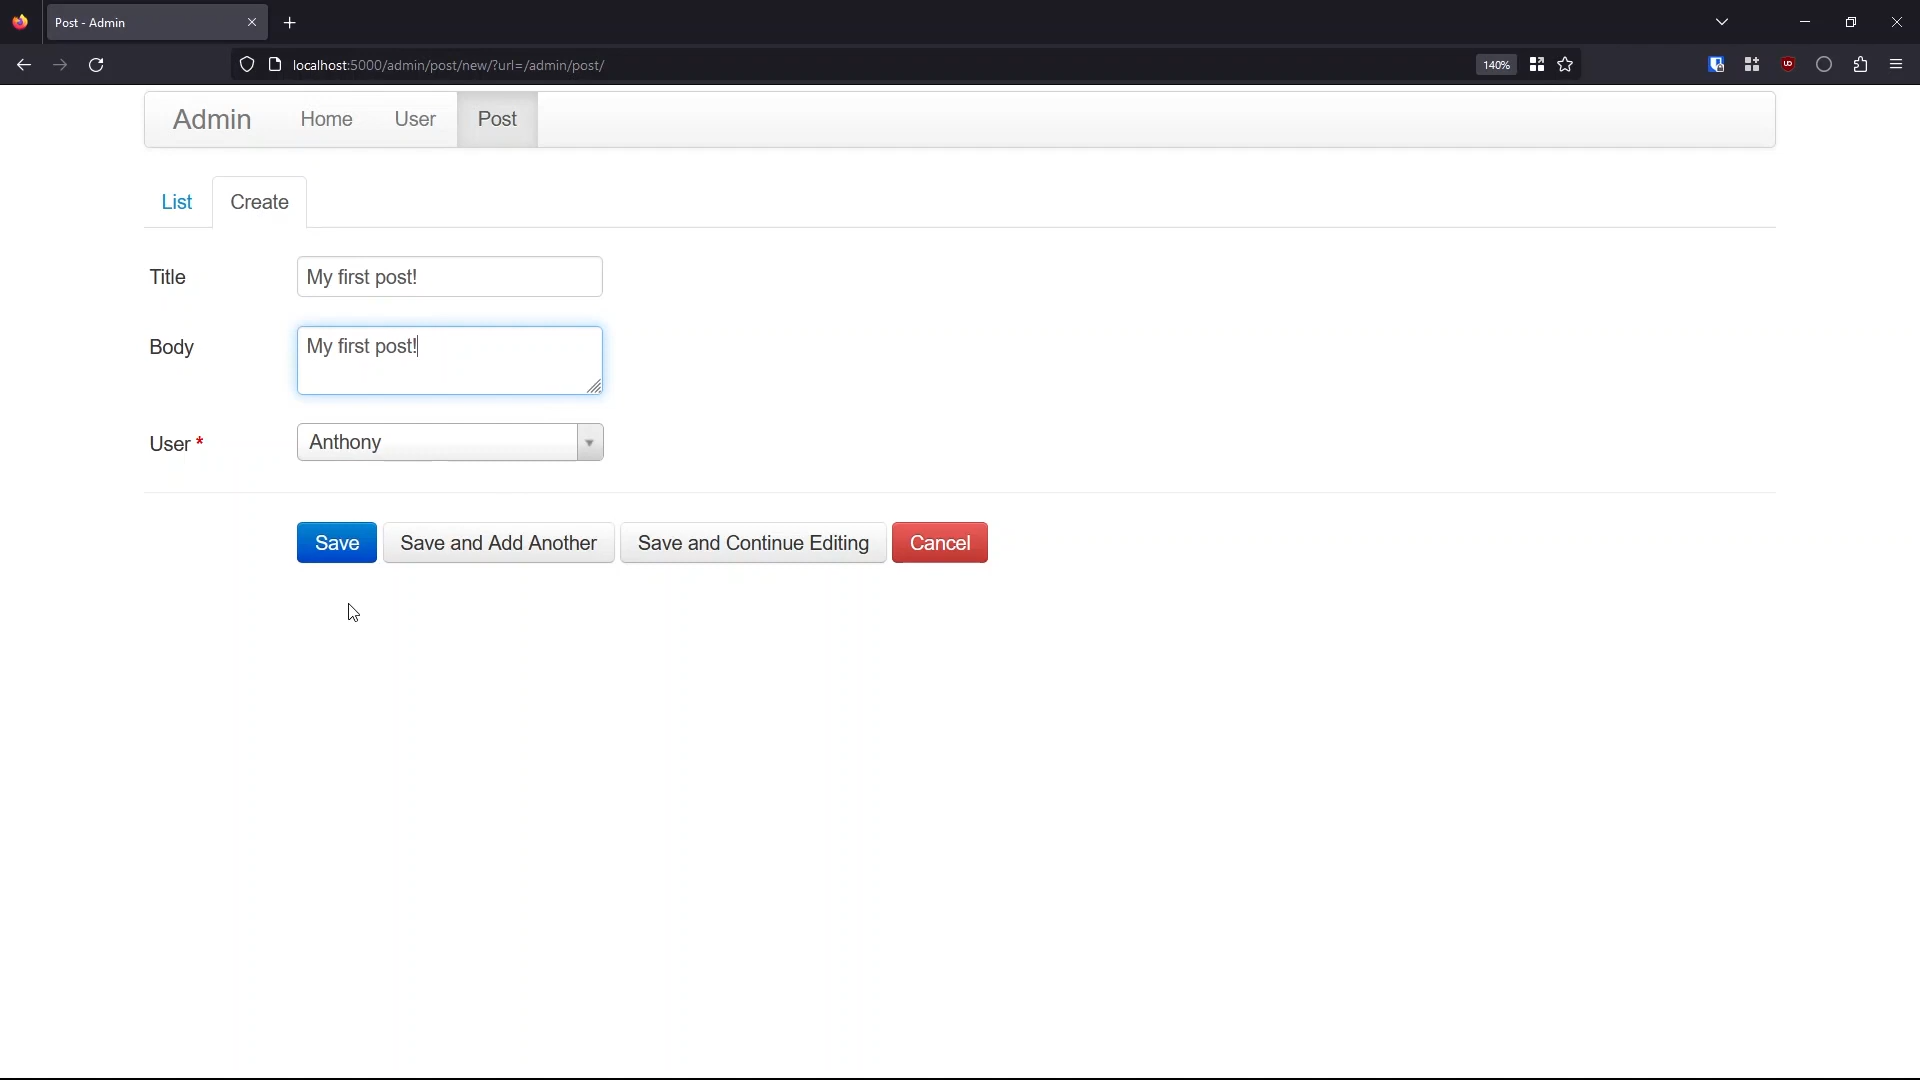 Post - Admin
localhost:5000/admin/post/new/?url=/admin/post/
140%
Admin Home User Post
List Create
Title My first post!
Body My first post!
User * Anthony
Save Save and Add Another Save and Continue Editing Cancel